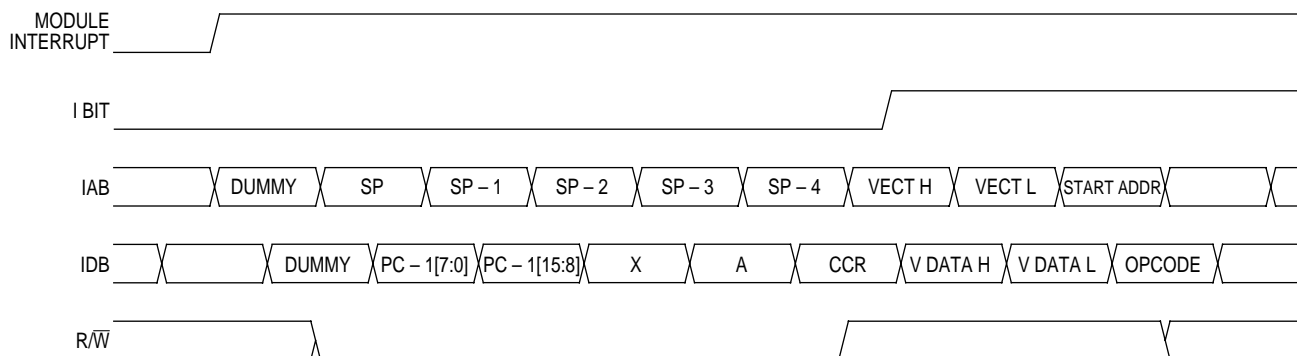 MODULE
INTERRUPT
I BIT
IAB DUMMY SP SP – 1 SP – 2 SP – 3 SP – 4 VECT H VECT L START ADDR
IDB DUMMY PC – 1[7:0] PC – 1[15:8] X A CCR V DATA H V DATA L OPCODE
R/W̅